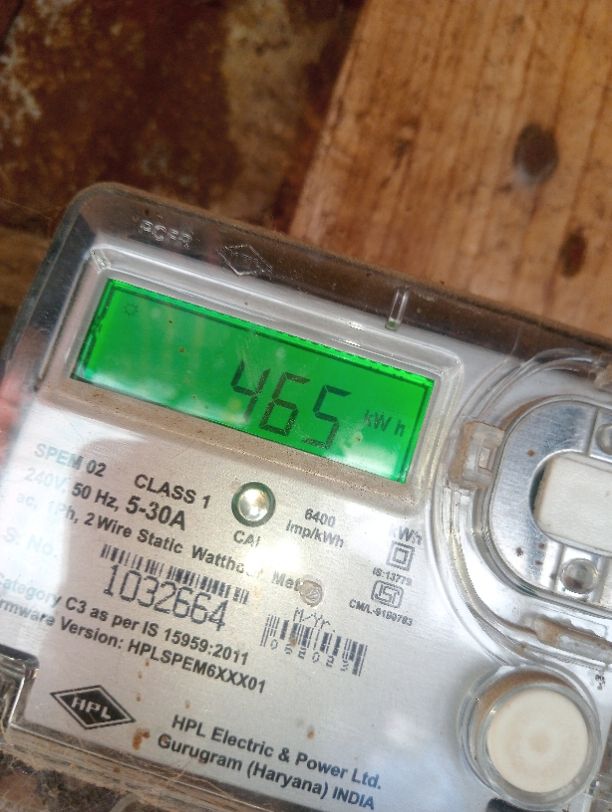 465 kWh
SPEM 02 CLASS 1
240V, 50 Hz, 5-30A
ac, 1Ph, 2 Wire Static Watthour Meter
CAL
6400
imp/kWh
kWh
IS:13779
S. No.
1032664
M/Yr.
Category C3 as per IS 15959:2011
Firmware Version: HPLSPEM6XXX01
HPL
HPL Electric & Power Ltd.
Gurugram (Haryana) INDIA